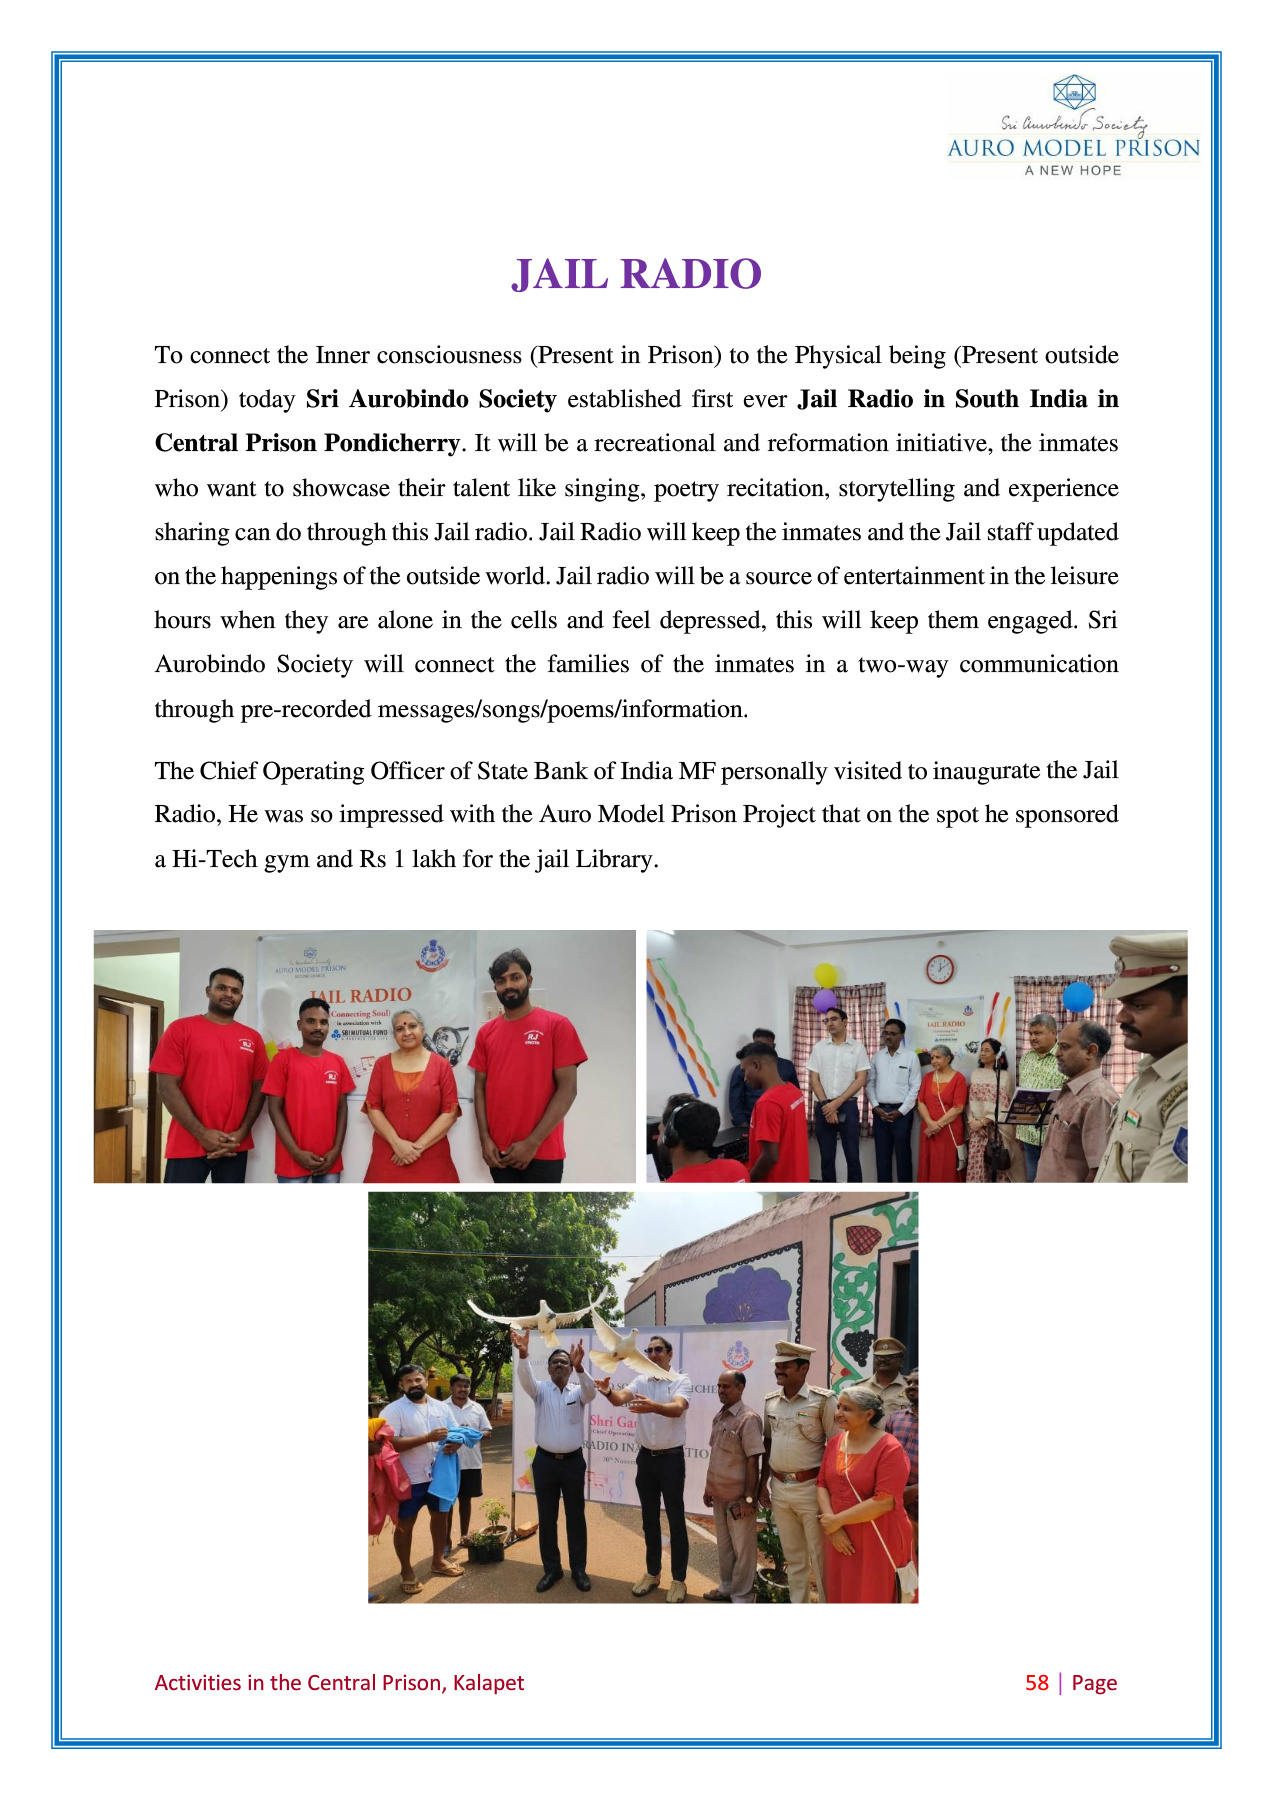 Sri Aurobindo Society
AURO MODEL PRISON
A NEW HOPE
JAIL RADIO
To connect the Inner consciousness (Present in Prison) to the Physical being (Present outside
Prison) today Sri Aurobindo Society established first ever Jail Radio in South India in
Central Prison Pondicherry. It will be a recreational and reformation initiative, the inmates
who want to showcase their talent like singing, poetry recitation, storytelling and experience
sharing can do through this Jail radio. Jail Radio will keep the inmates and the Jail staff updated
on the happenings of the outside world. Jail radio will be a source of entertainment in the leisure
hours when they are alone in the cells and feel depressed, this will keep them engaged. Sri
Aurobindo Society will connect the families of the inmates in a two-way communication
through pre-recorded messages/songs/poems/information.
The Chief Operating Officer of State Bank of India MF personally visited to inaugurate the Jail
Radio, He was so impressed with the Auro Model Prison Project that on the spot he sponsored
a Hi-Tech gym and Rs 1 lakh for the jail Library.
AURO MODEL PRISON
JAIL RADIO
(Connecting Soul)
in association with
SBI MUTUAL FUND
A PARTNER FOR LIFE
RJ
RJ
RJ
JAIL RADIO
Shri Ga
RADIO INA
TIO
Activities in the Central Prison, Kalapet
58 | Page